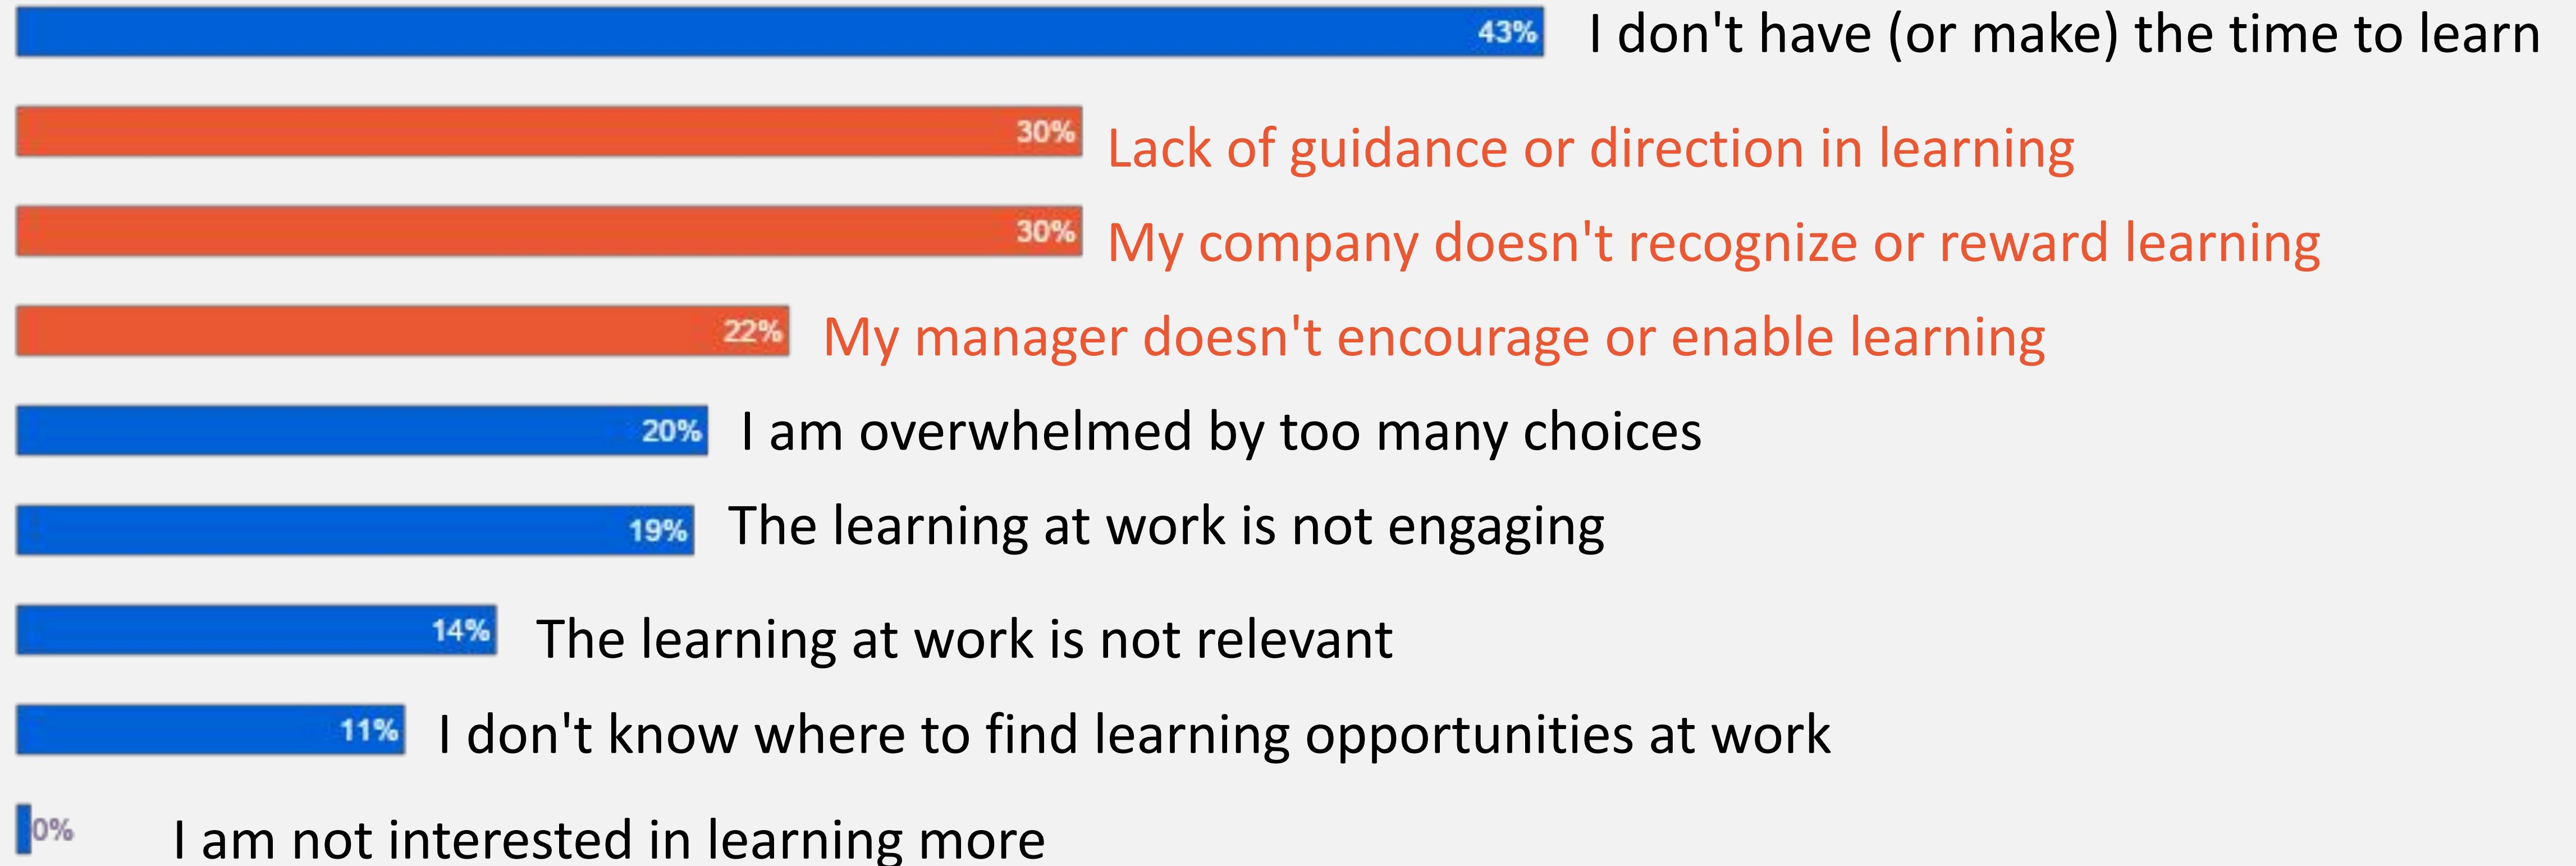 43% I don't have (or make) the time to learn
30% Lack of guidance or direction in learning
30% My company doesn't recognize or reward learning
22% My manager doesn't encourage or enable learning
20% I am overwhelmed by too many choices
19% The learning at work is not engaging
14% The learning at work is not relevant
11% I don't know where to find learning opportunities at work
0% I am not interested in learning more